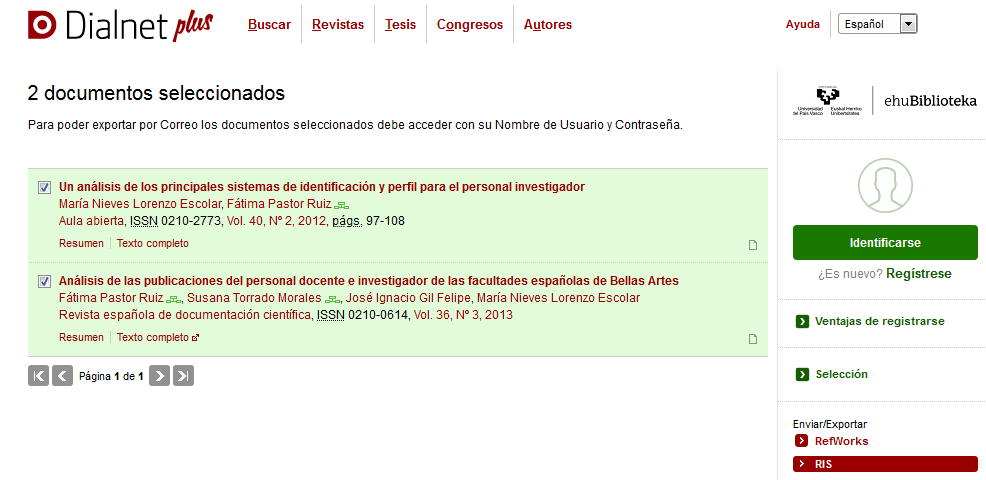 Dialnet plus
Buscar
Revistas
Tesis
Congresos
Autores
Ayuda
Español
2 documentos seleccionados
Para poder exportar por Correo los documentos seleccionados debe acceder con su Nombre de Usuario y Contraseña.
Un análisis de los principales sistemas de identificación y perfil para el personal investigador
María Nieves Lorenzo Escolar, Fátima Pastor Ruiz
Aula abierta, ISSN 0210-2773, Vol. 40, Nº 2, 2012, págs. 97-108
Resumen
Texto completo
Análisis de las publicaciones del personal docente e investigador de las facultades españolas de Bellas Artes
Fátima Pastor Ruiz, Susana Torrado Morales, José Ignacio Gil Felipe, María Nieves Lorenzo Escolar
Revista española de documentación científica, ISSN 0210-0614, Vol. 36, Nº 3, 2013
Resumen
Texto completo
Página 1 de 1
Universidad Euskal Herriko
del País Vasco Unibertsitatea
ehuBiblioteka
Identificarse
¿Es nuevo? Regístrese
Ventajas de registrarse
Selección
Enviar/Exportar
RefWorks
RIS